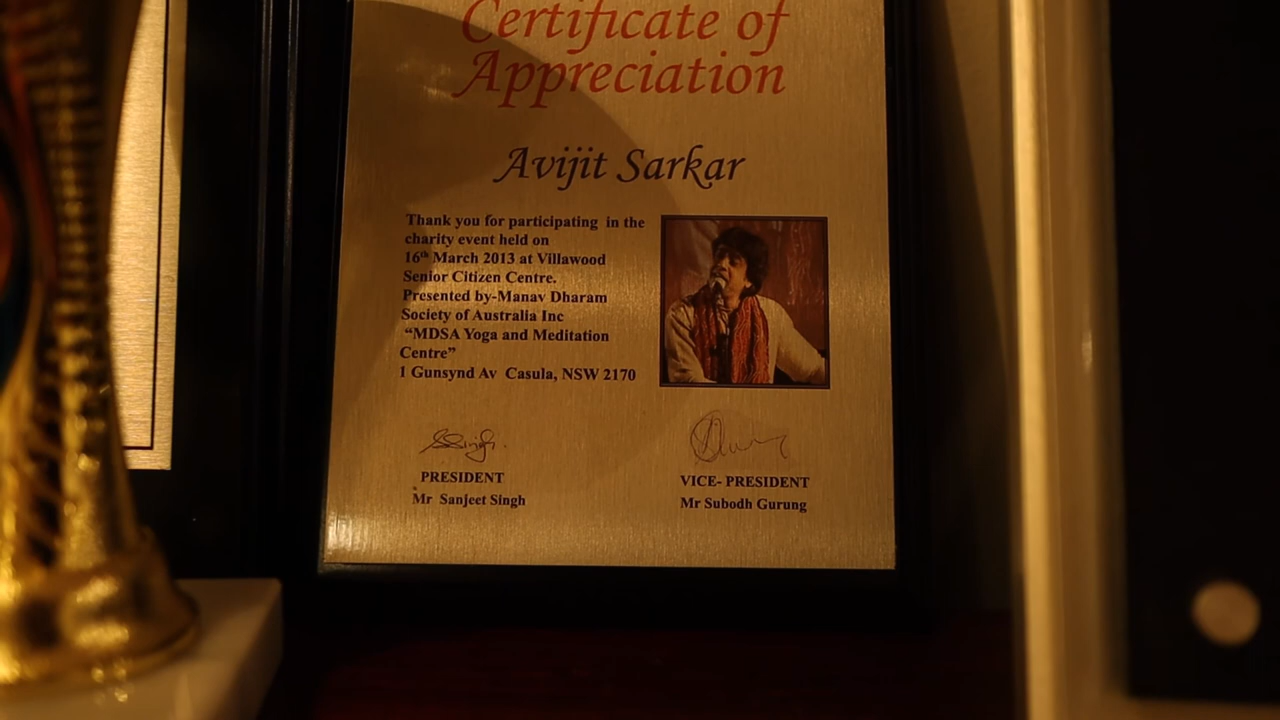 Certificate of
Appreciation
Avijit Sarkar
Thank you for participating in the
charity event held on
16th March 2013 at Villawood
Senior Citizen Centre.
Presented by-Manav Dharam
Society of Australia Inc
"MDSA Yoga and Meditation
Centre"
1 Gunsynd Av Casula, NSW 2170
SSingh
PRESIDENT
Mr Sanjeet Singh
VICE- PRESIDENT
Mr Subodh Gurung